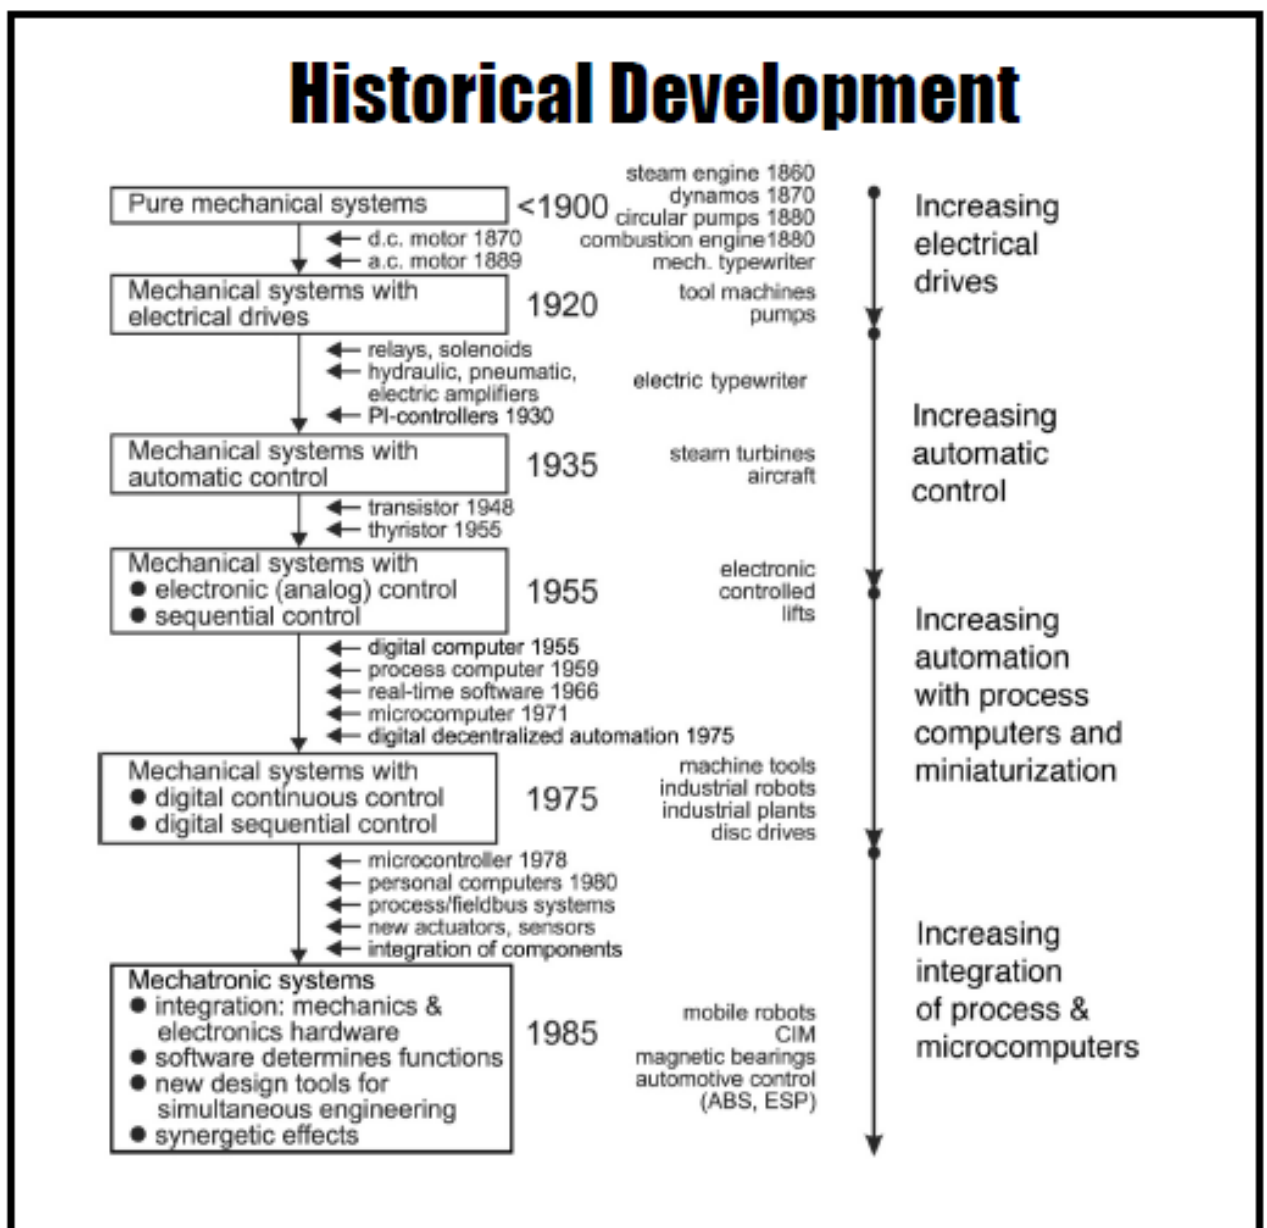 Historical Development
Pure mechanical systems
<1900
steam engine 1860
dynamos 1870
circular pumps 1880
combustion engine1880
mech. typewriter
Increasing
electrical
drives
d.c. motor 1870
a.c. motor 1889
Mechanical systems with
electrical drives
1920
tool machines
pumps
relays, solenoids
hydraulic, pneumatic,
electric amplifiers
PI-controllers 1930
electric typewriter
Increasing
automatic
control
Mechanical systems with
automatic control
1935
steam turbines
aircraft
transistor 1948
thyristor 1955
Mechanical systems with
● electronic (analog) control
● sequential control
1955
electronic
controlled
lifts
Increasing
automation
with process
computers and
miniaturization
digital computer 1955
process computer 1959
real-time software 1966
microcomputer 1971
digital decentralized automation 1975
Mechanical systems with
● digital continuous control
● digital sequential control
1975
machine tools
industrial robots
industrial plants
disc drives
microcontroller 1978
personal computers 1980
process/fieldbus systems
new actuators, sensors
integration of components
Increasing
integration
of process &
microcomputers
Mechatronic systems
● integration: mechanics &
electronics hardware
● software determines functions
● new design tools for
simultaneous engineering
● synergetic effects
1985
mobile robots
CIM
magnetic bearings
automotive control
(ABS, ESP)